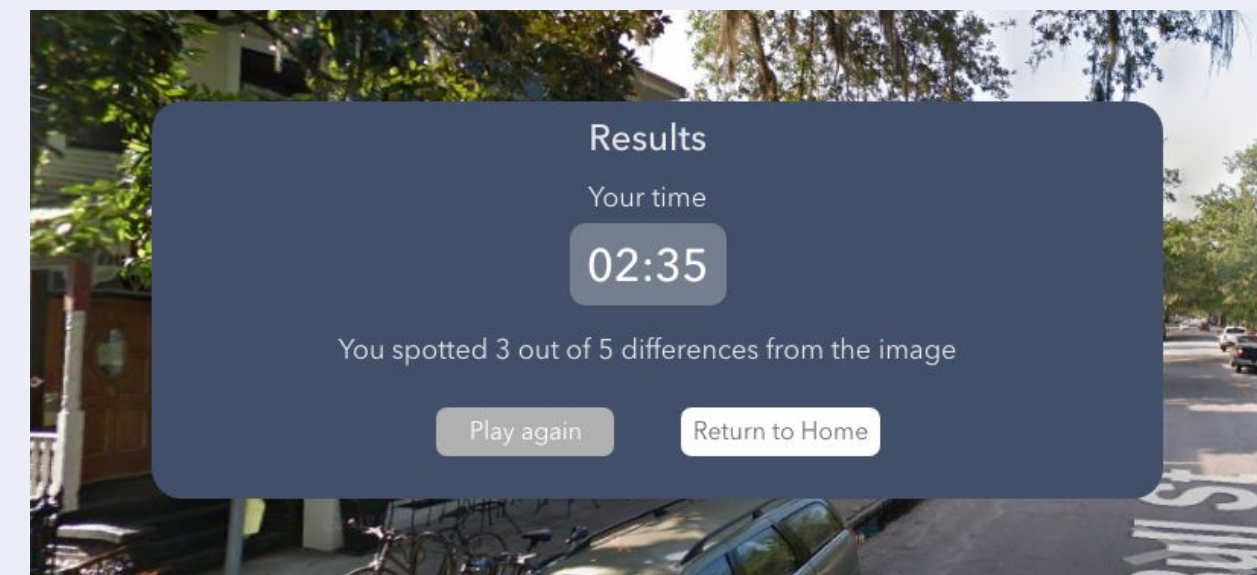 Results
Your time
02:35
You spotted 3 out of 5 differences from the image
Play again
Return to Home